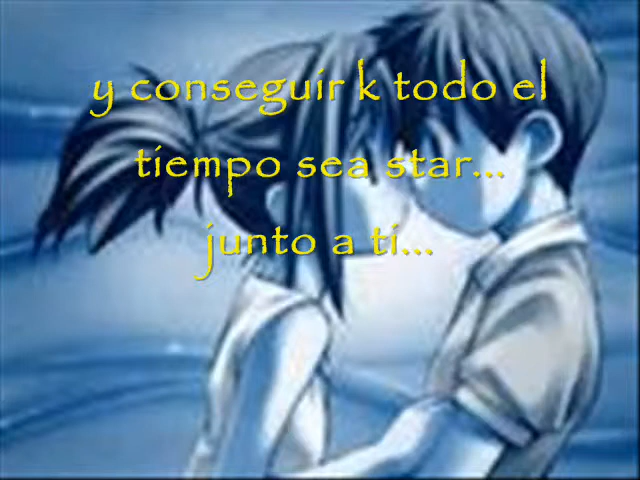 y conseguir k todo el
tiempo sea star...
junto a ti...